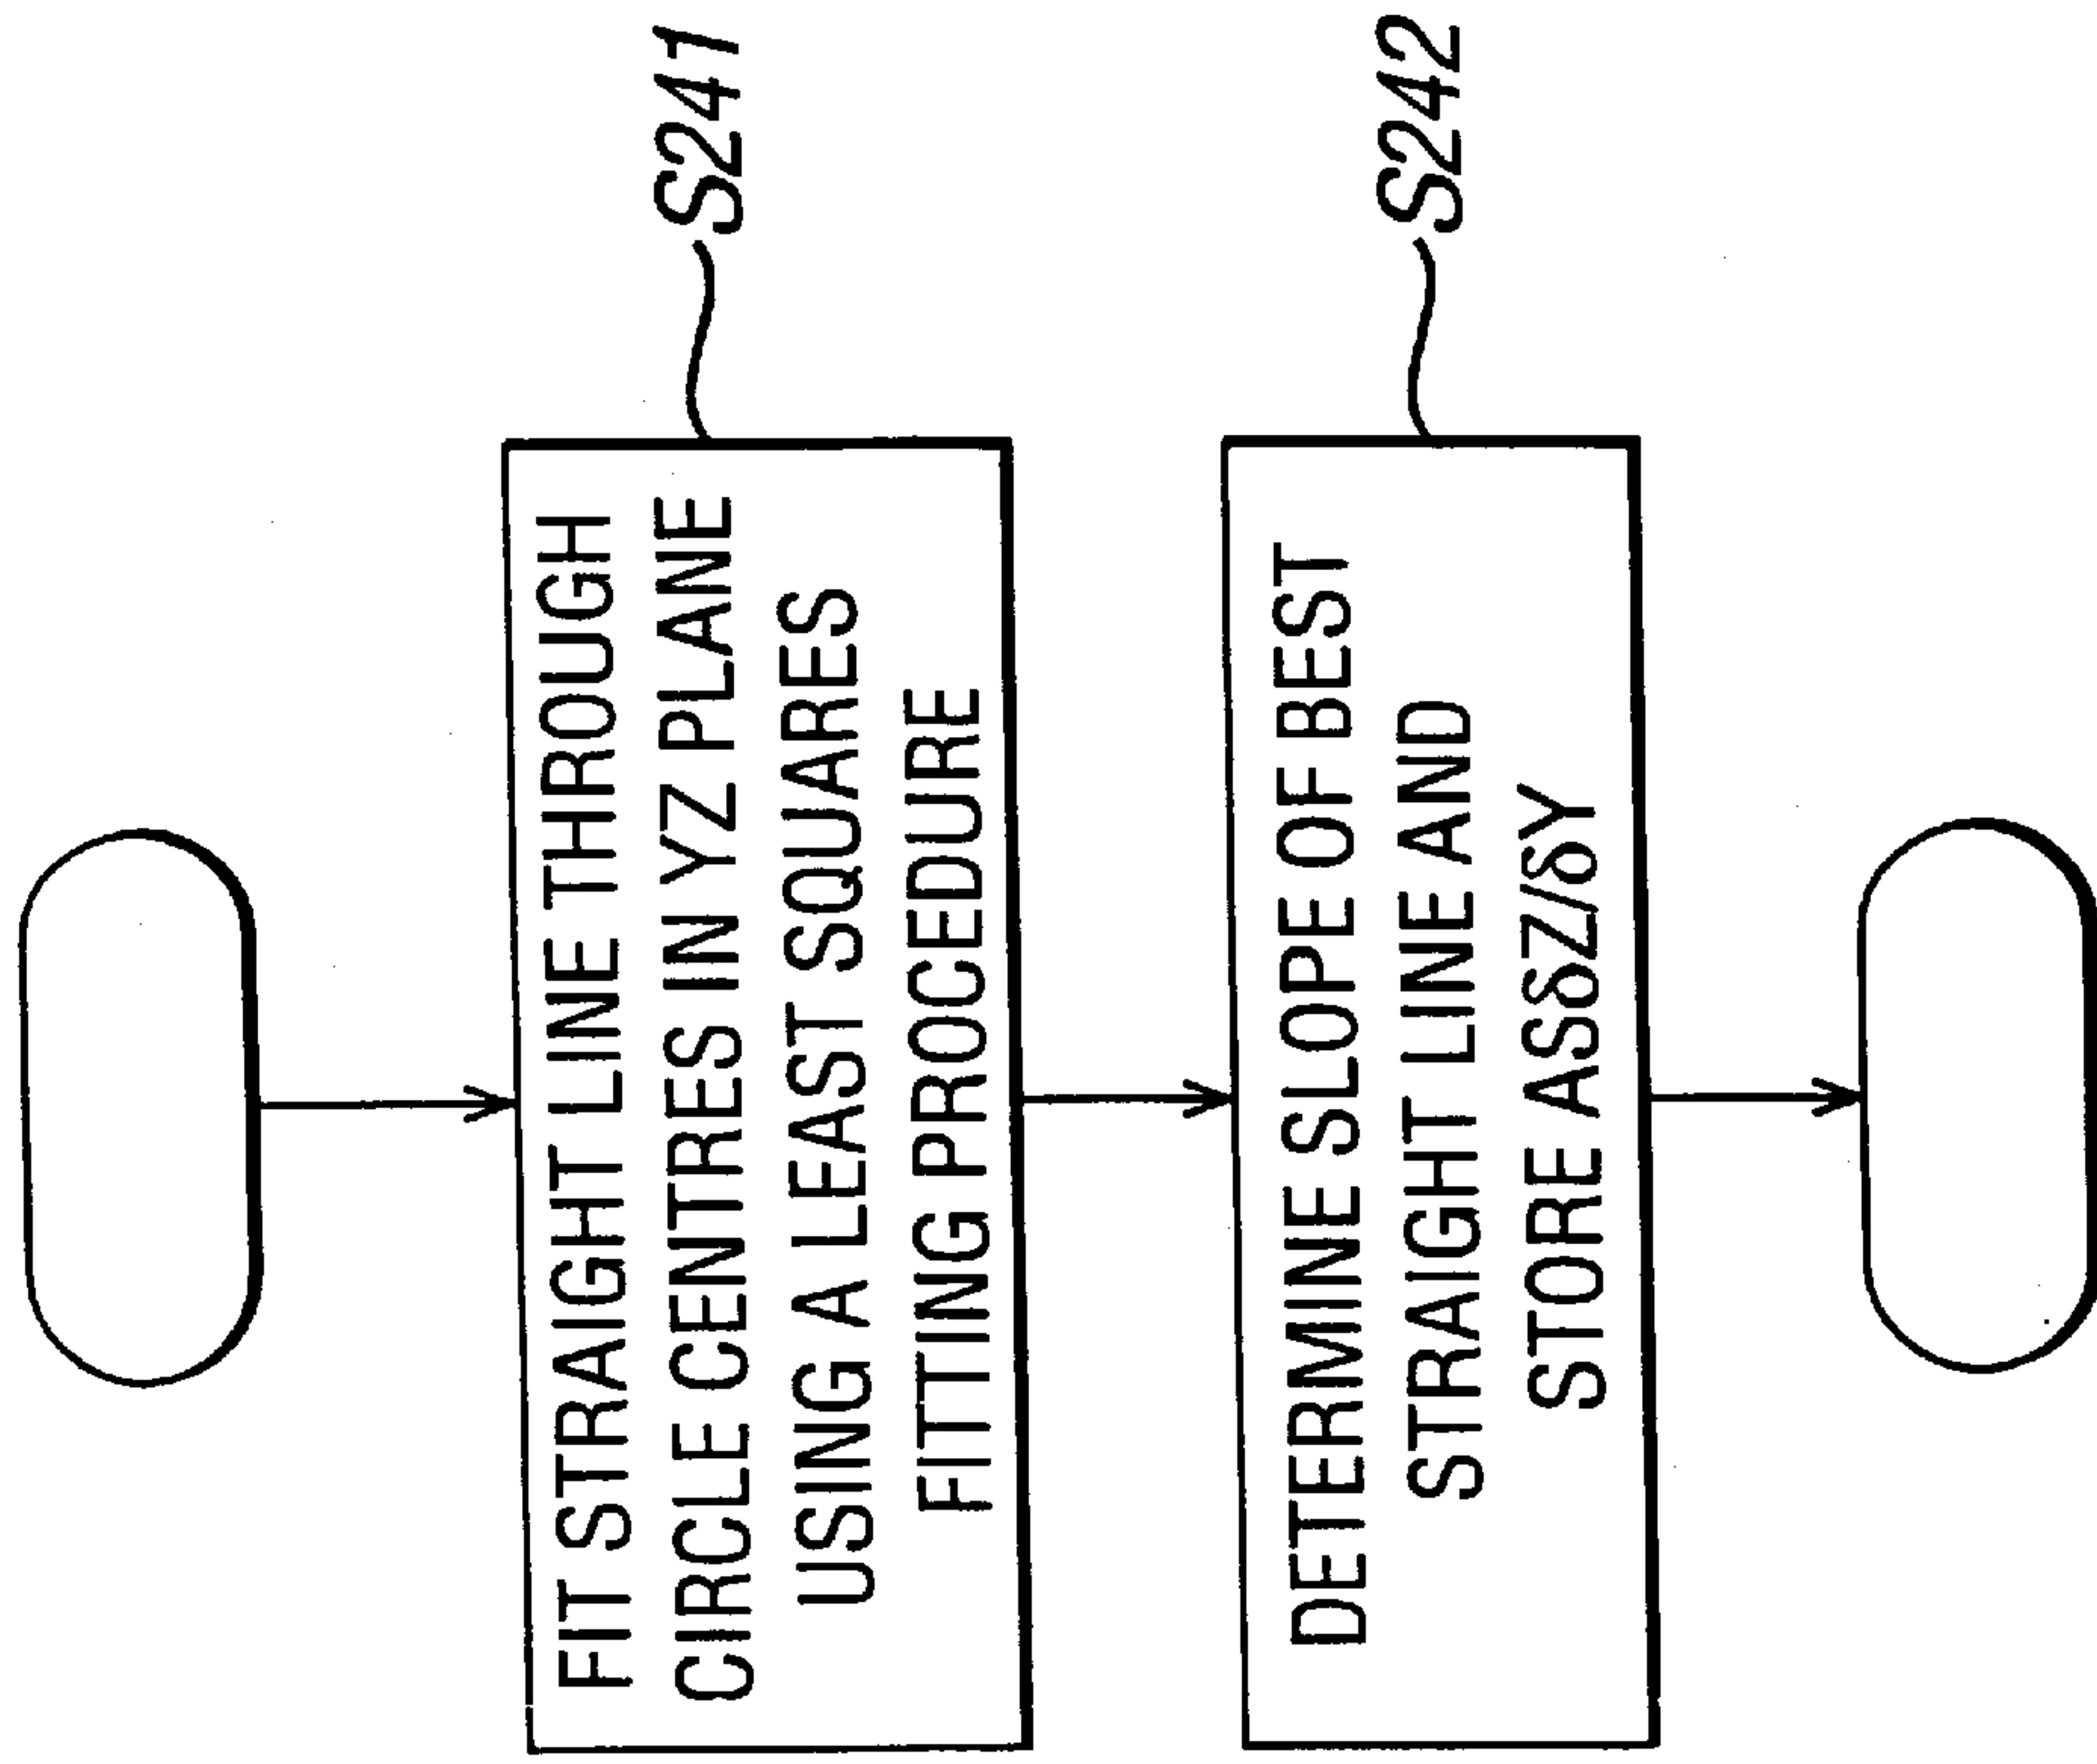 FIT STRAIGHT LINE THROUGH
CIRCLE CENTRES IN YZ PLANE
USING A LEAST SQUARES
FITTING PROCEDURE
S241
DETERMINE SLOPE OF BEST
STRAIGHT LINE AND
STORE ASδZ/δY
S242